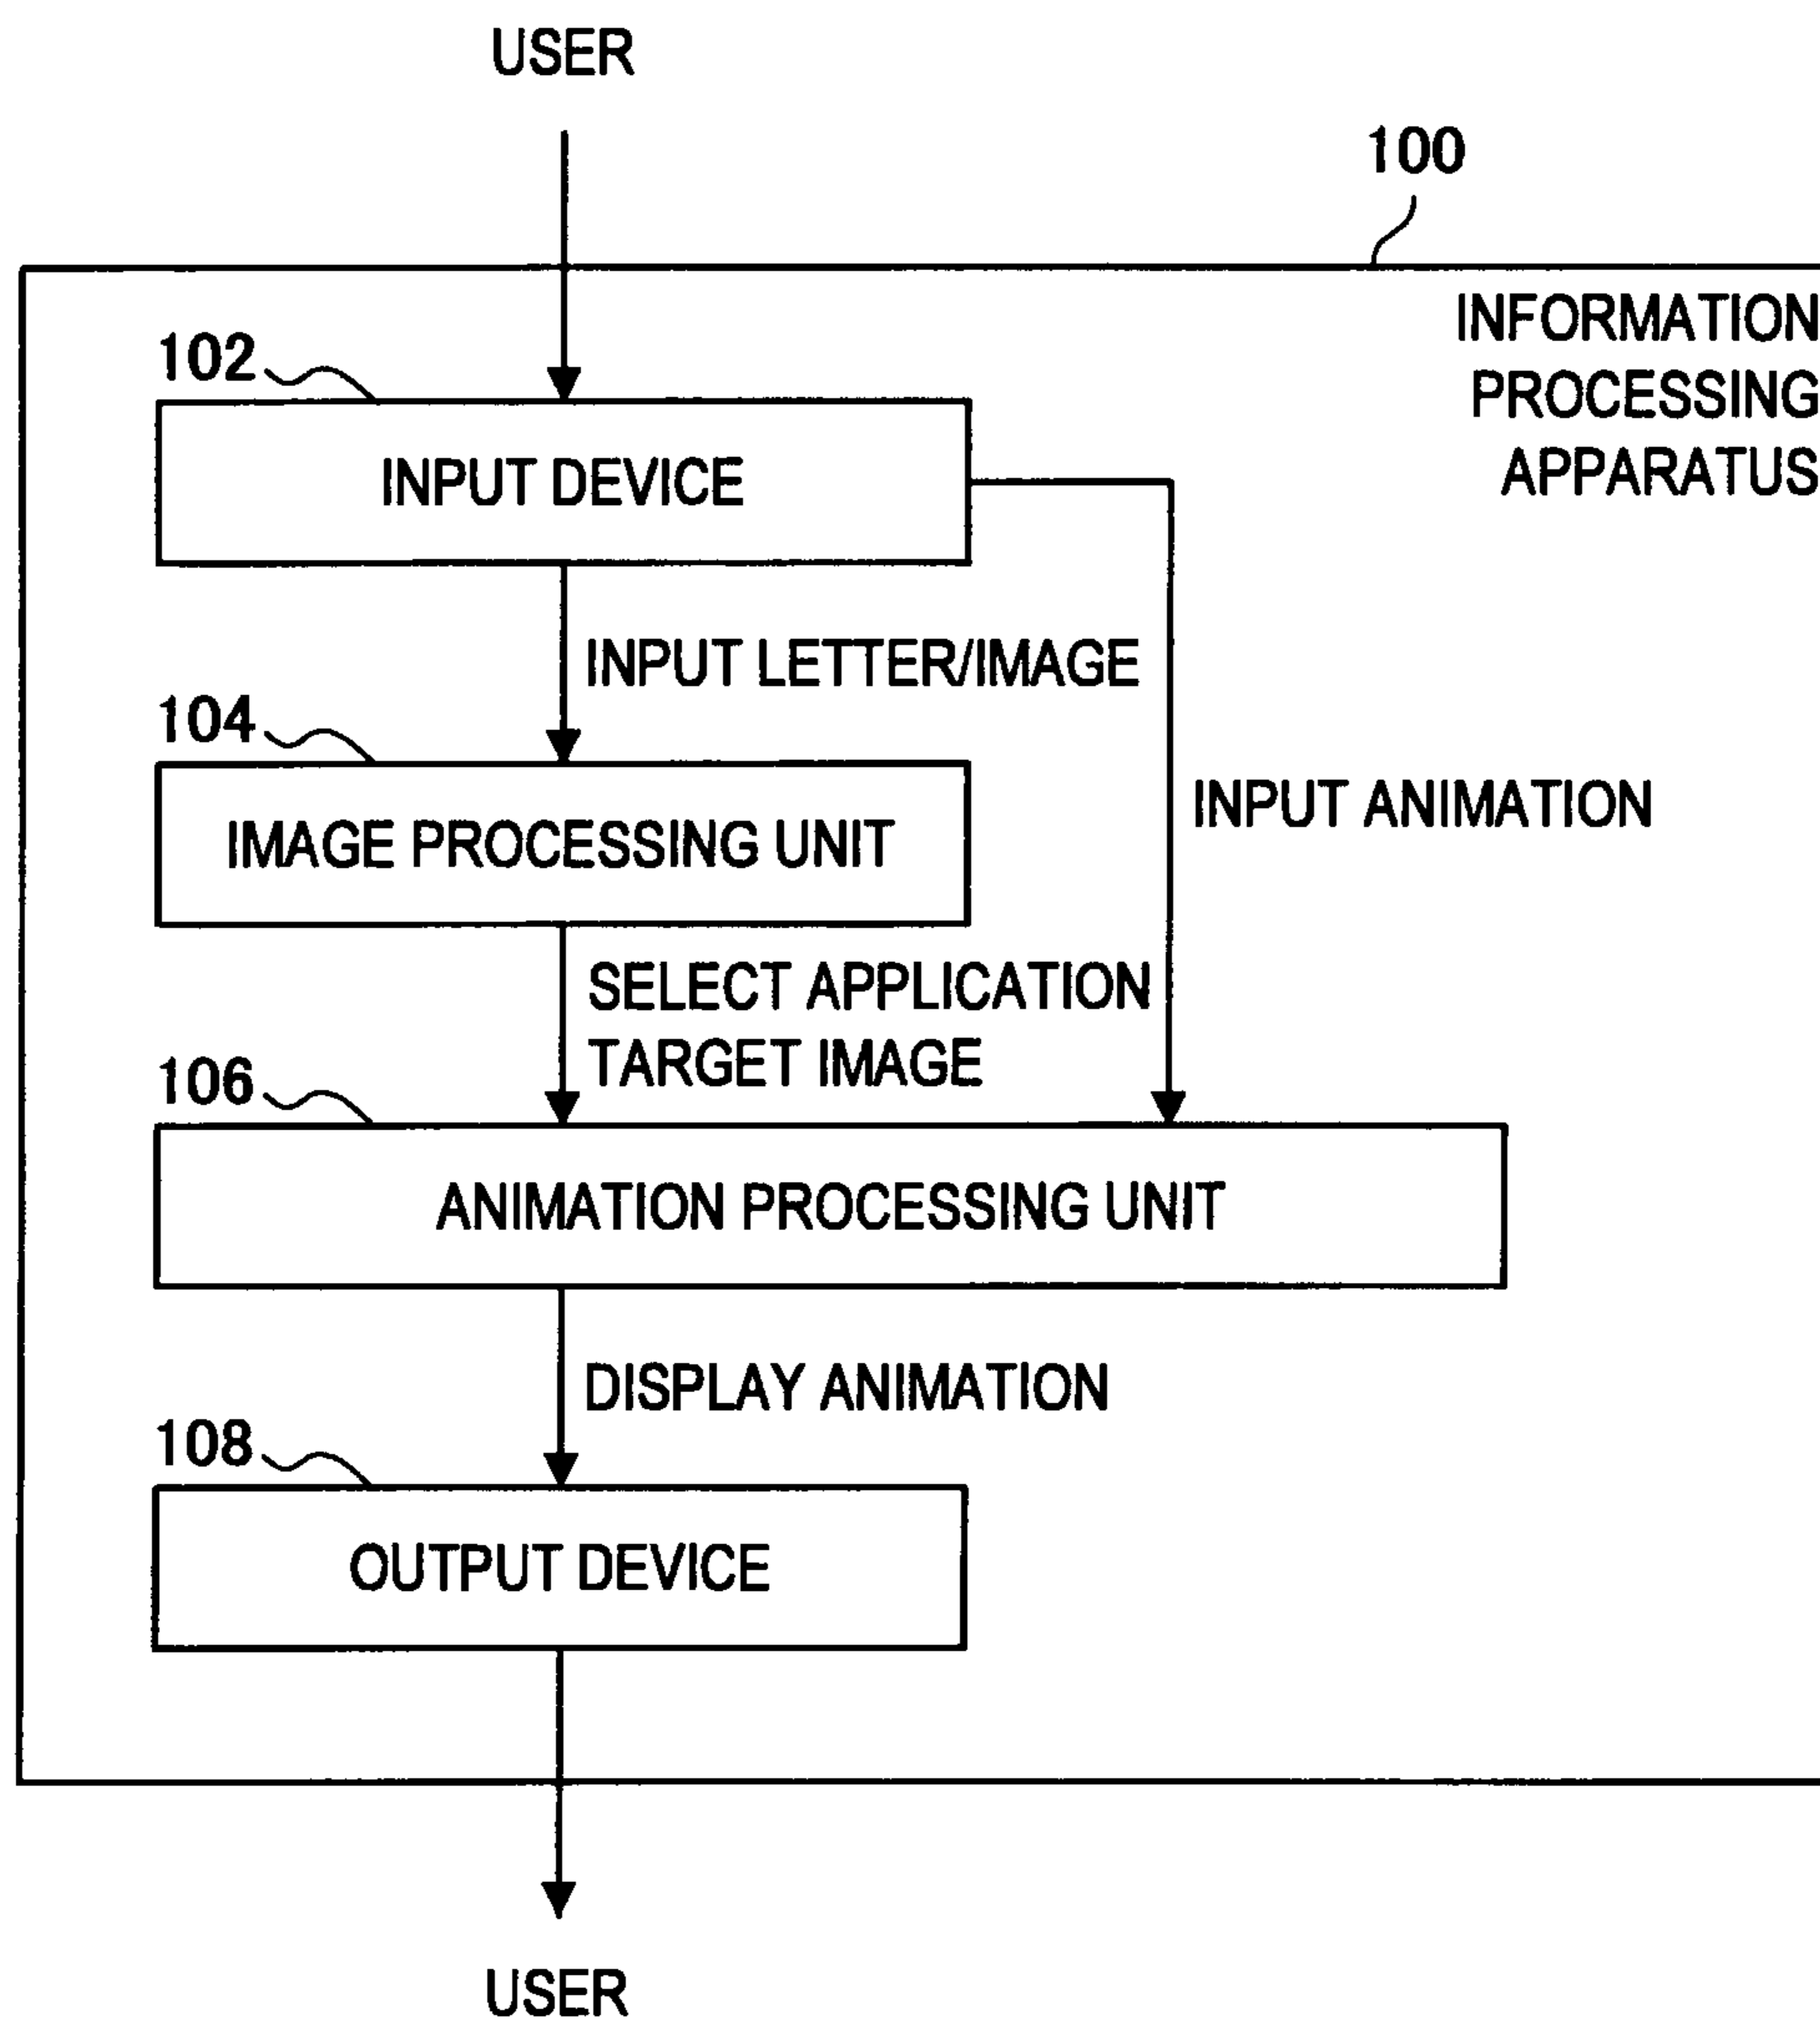 USER
100
INFORMATION
PROCESSING
APPARATUS
102
INPUT DEVICE
INPUT LETTER/IMAGE
104
INPUT ANIMATION
IMAGE PROCESSING UNIT
SELECT APPLICATION
TARGET IMAGE
106
ANIMATION PROCESSING UNIT
DISPLAY ANIMATION
108
OUTPUT DEVICE
USER